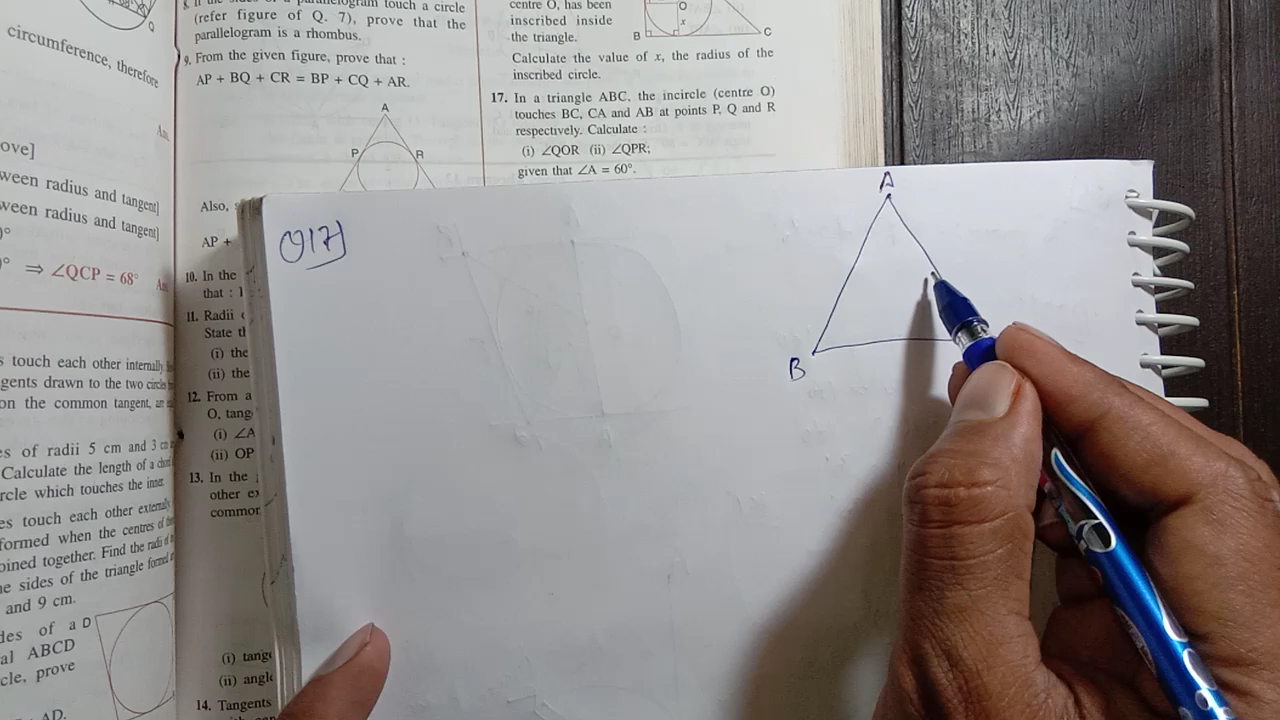 circumference, therefore
ove]
ween radius and tangent]
ween radius and tangent]
⇒ ∠QCP = 68°
s touch each other internally
gents drawn to the two circles
on the common tangent,
es of radii 5 cm and 3 cm
Calculate the length of a chord
rcle which touches the inner
es touch each other externally
formed when the centres of
oined together. Find the radii of
e sides of the triangle formed
and 9 cm.
des of a D
al ABCD
cle, prove
AD.
touch a circle
(refer figure of Q. 7), prove that the
parallelogram is a rhombus.
9. From the given figure, prove that :
AP + BQ + CR = BP + CQ + AR.
A
P R
Also,
AP +
10. In the
that :
11. Radii
State
(i) the
(ii) the
12. From a
O, tang
(i) ∠A
(ii) OP
13. In the
other
common
(i) tang
(ii) angle
14. Tangents
centre O, has been
inscribed inside
the triangle.
O
x
B C
Calculate the value of x, the radius of the
inscribed circle.
17. In a triangle ABC, the incircle (centre O)
touches BC, CA and AB at points P, Q and R
respectively. Calculate :
(i) ∠QOR (ii) ∠QPR;
given that ∠A = 60°.
Q17
A
B